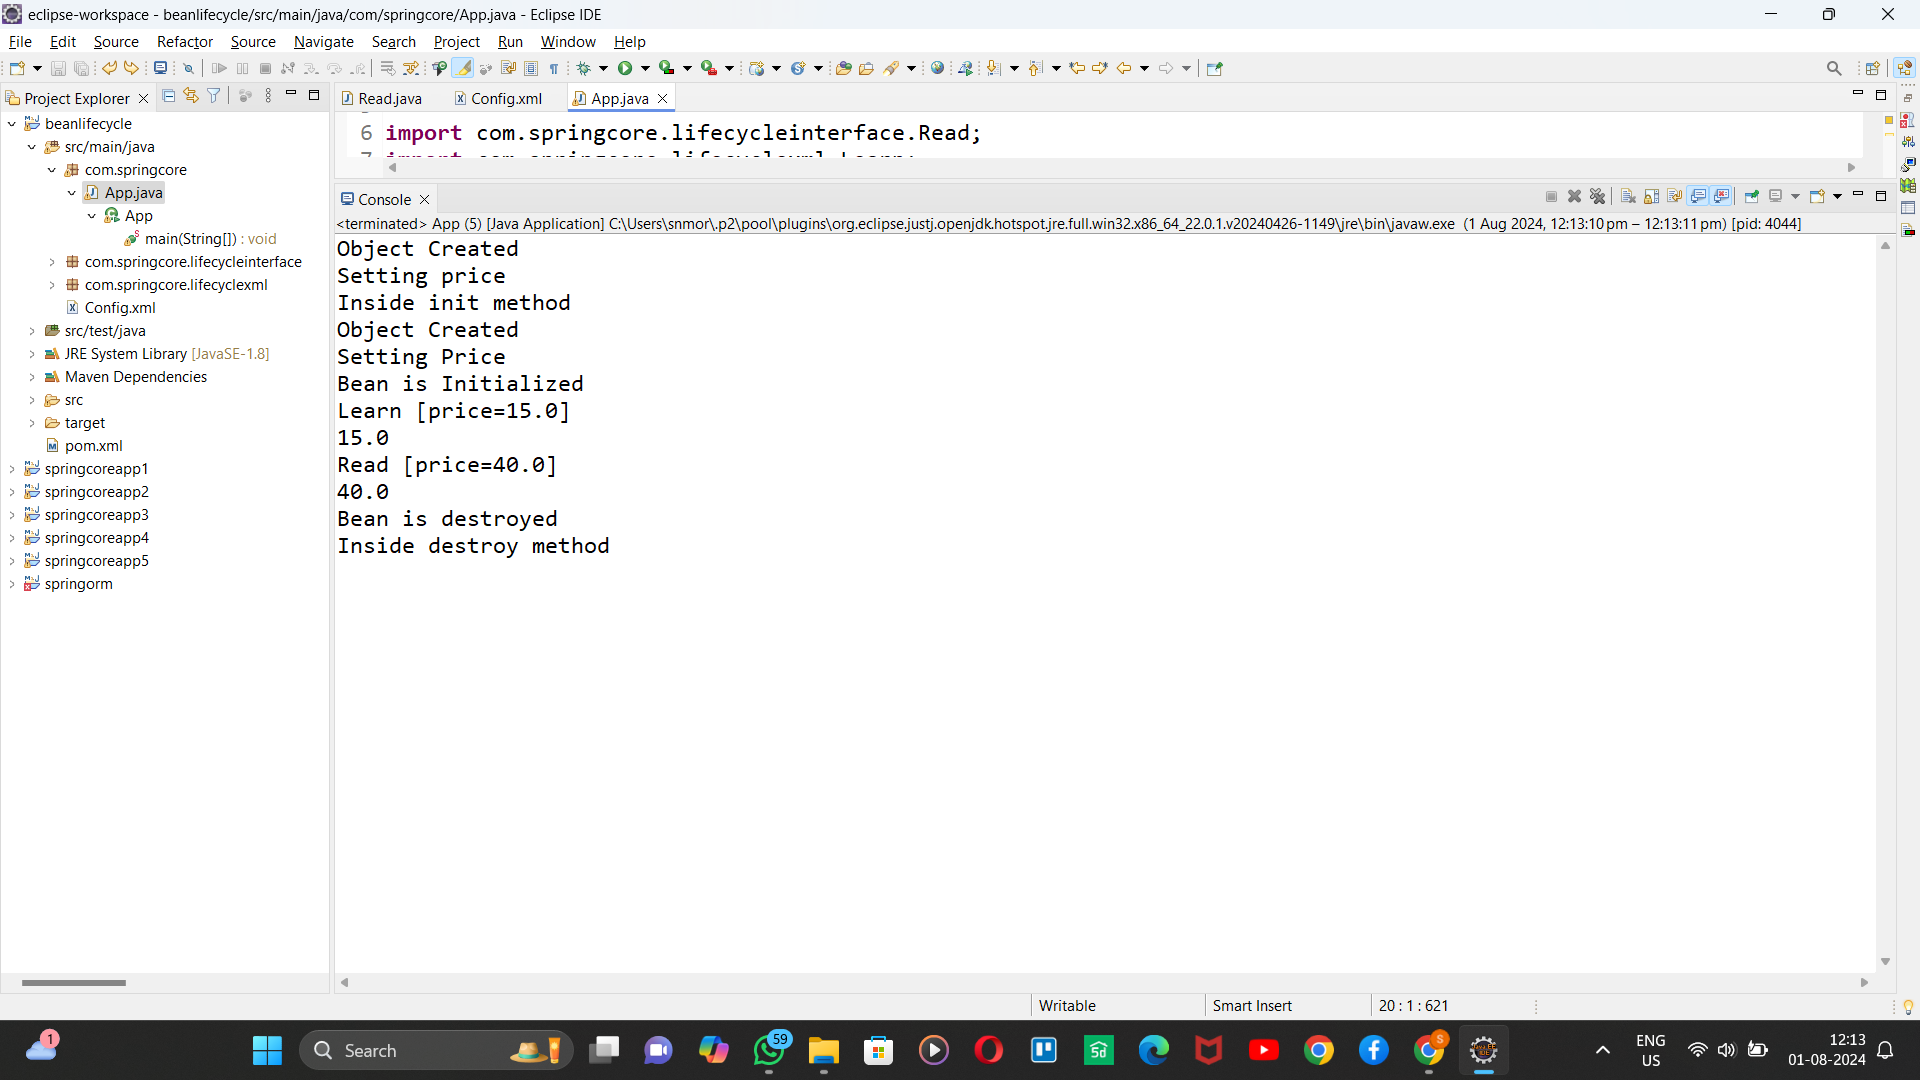 eclipse-workspace - beanlifecycle/src/main/java/com/springcore/App.java - Eclipse IDE
File Edit Source Refactor Source Navigate Search Project Run Window Help
Project Explorer
beanlifecycle
src/main/java
com.springcore
App.java
App
main(String[]) : void
com.springcore.lifecycleinterface
com.springcore.lifecyclexml
Config.xml
src/test/java
JRE System Library [JavaSE-1.8]
Maven Dependencies
src
target
pom.xml
springcoreapp1
springcoreapp2
springcoreapp3
springcoreapp4
springcoreapp5
springorm
Read.java Config.xml App.java
6 import com.springcore.lifecycleinterface.Read;
Console
<terminated> App (5) [Java Application] C:\Users\snmor\.p2\pool\plugins\org.eclipse.justj.openjdk.hotspot.jre.full.win32.x86_64_22.0.1.v20240426-1149\jre\bin\javaw.exe (1 Aug 2024, 12:13:10 pm – 12:13:11 pm) [pid: 4044]
Object Created
Setting price
Inside init method
Object Created
Setting Price
Bean is Initialized
Learn [price=15.0]
15.0
Read [price=40.0]
40.0
Bean is destroyed
Inside destroy method
Writable Smart Insert 20 : 1 : 621
1
Search
59
ENG
US
12:13
01-08-2024